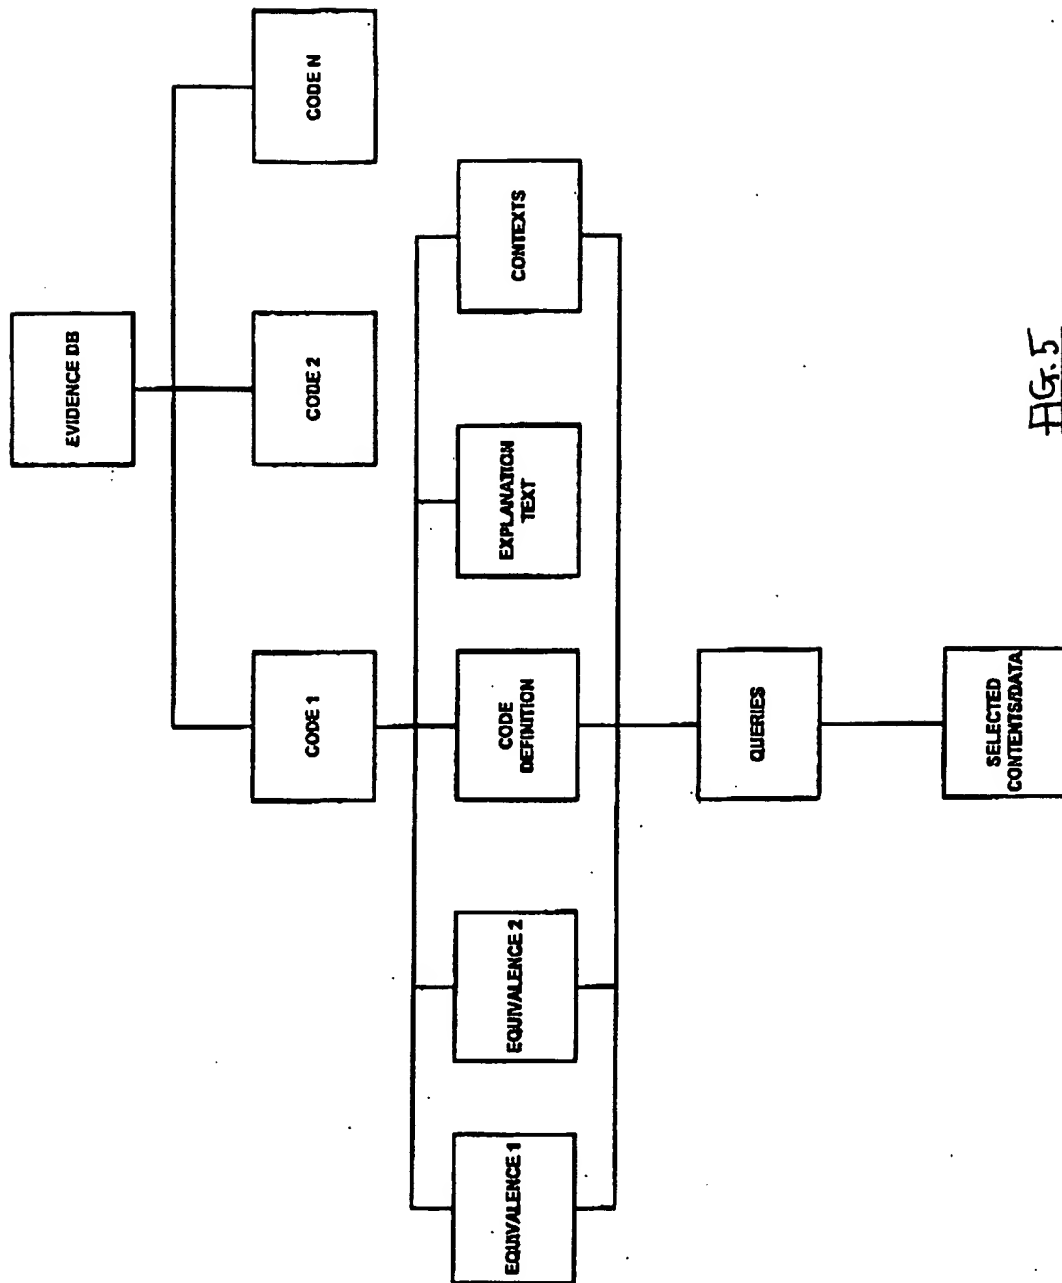 EVIDENCE DB
CODE 1
CODE 2
CODE N
EQUIVALENCE 1
EQUIVALENCE 2
CODE
DEFINITION
EXPLANATION
TEXT
CONTEXTS
QUERIES
SELECTED
CONTENTS/DATA
FIG. 5